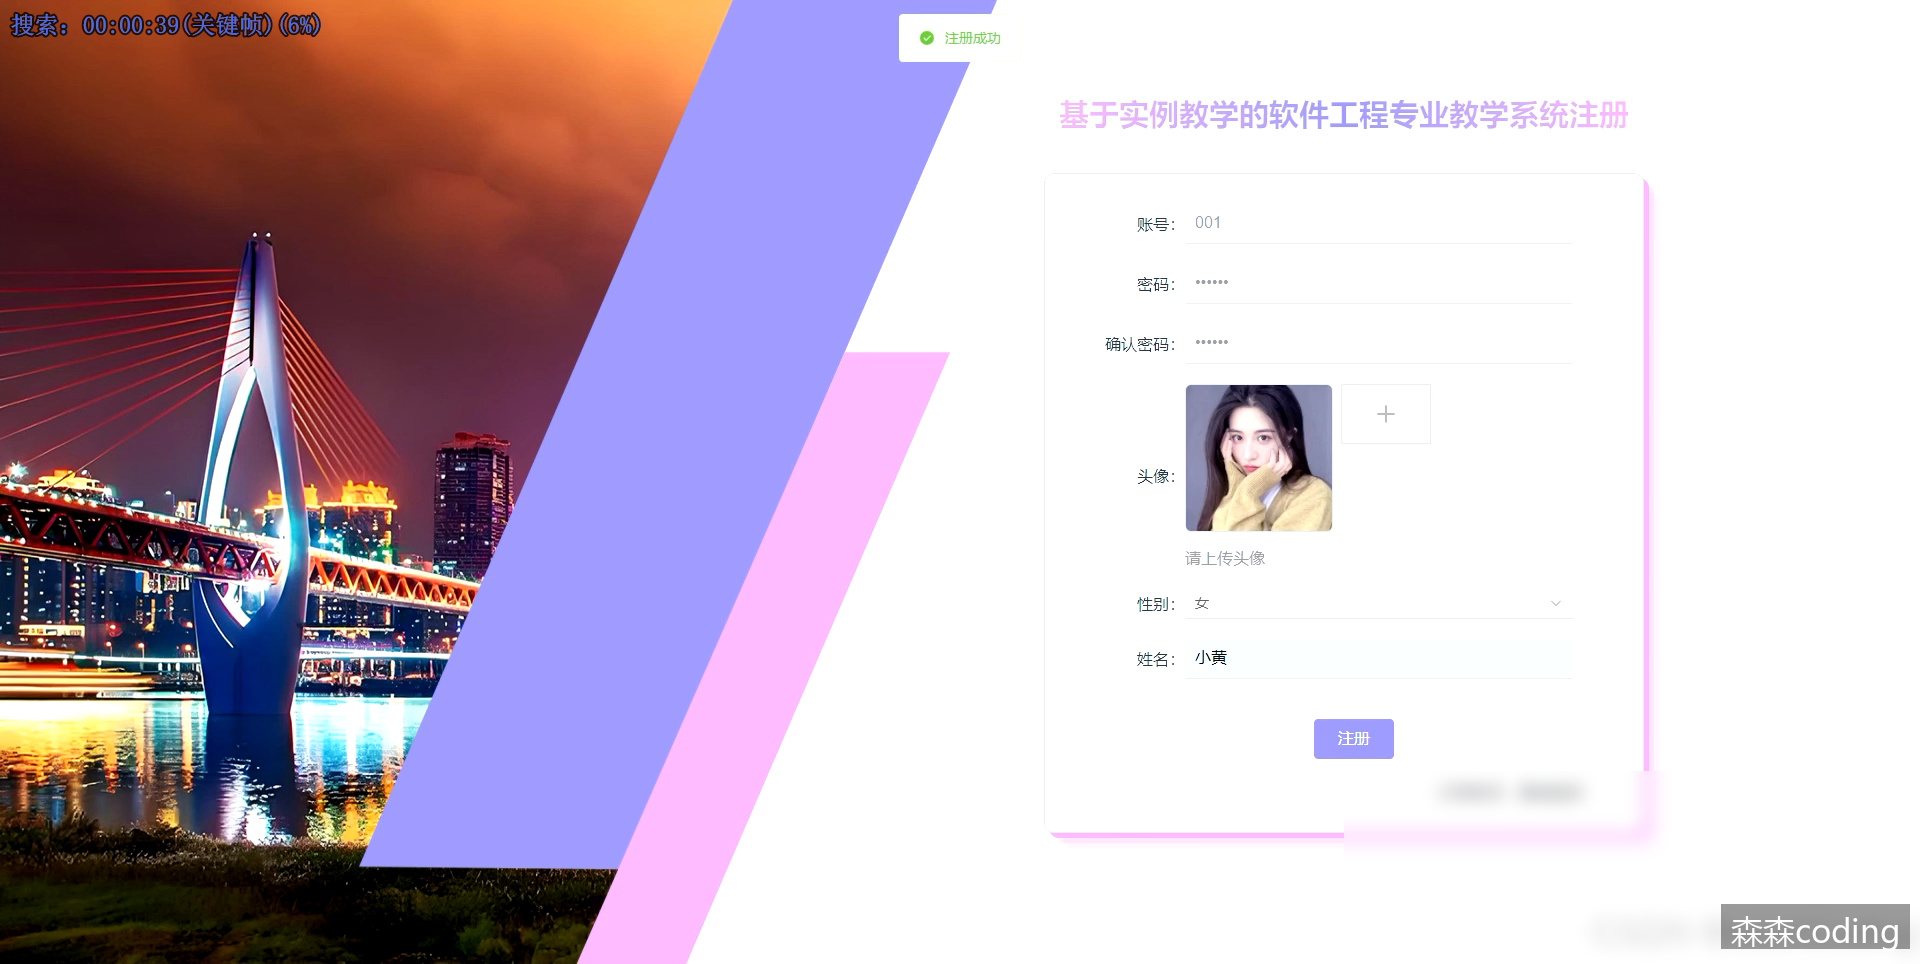 搜索: 00:00:39(关键帧)(6%)
注册成功
基于实例教学的软件工程专业教学系统注册
账号： 001
密码： ••••••
确认密码： ••••••
头像：
请上传头像
性别： 女
姓名： 小黄
注册
森森coding